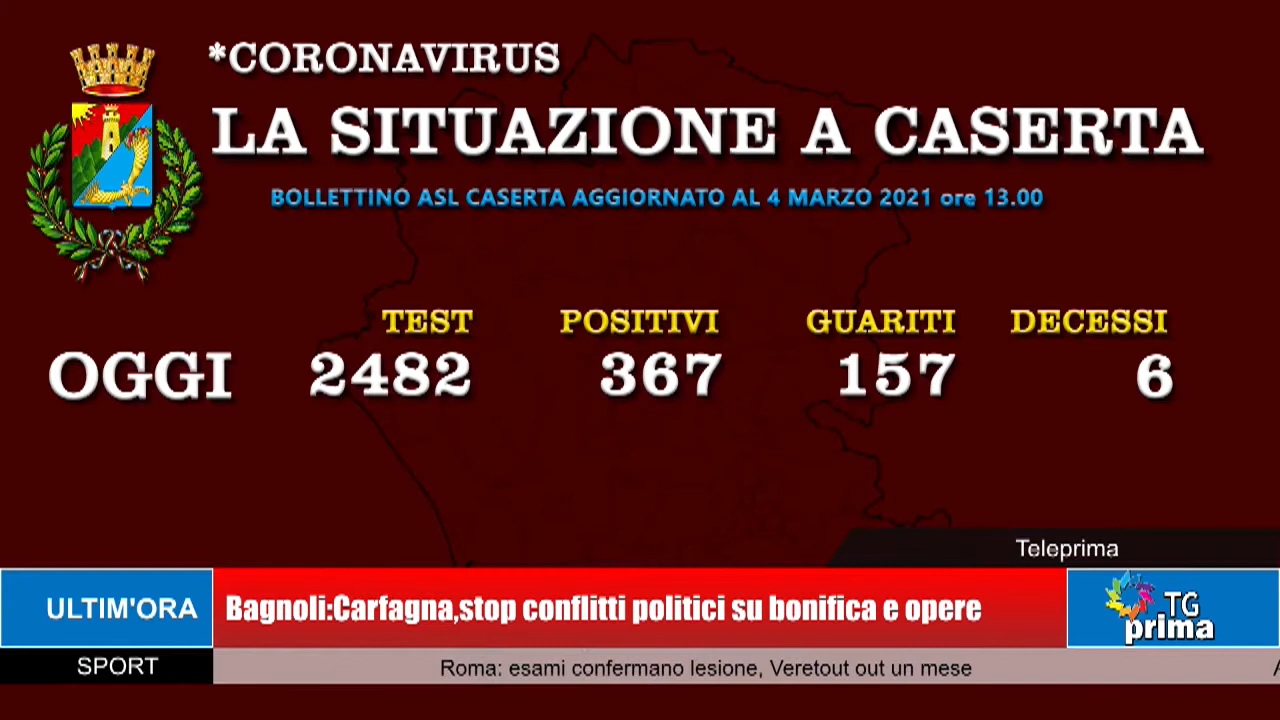 *CORONAVIRUS
LA SITUAZIONE A CASERTA
BOLLETTINO ASL CASERTA AGGIORNATO AL 4 MARZO 2021 ore 13.00
TEST POSITIVI GUARITI DECESSI
OGGI 2482 367 157 6
Teleprima
ULTIM'ORA Bagnoli:Carfagna,stop conflitti politici su bonifica e opere
TG
prima
SPORT Roma: esami confermano lesione, Veretout out un mese